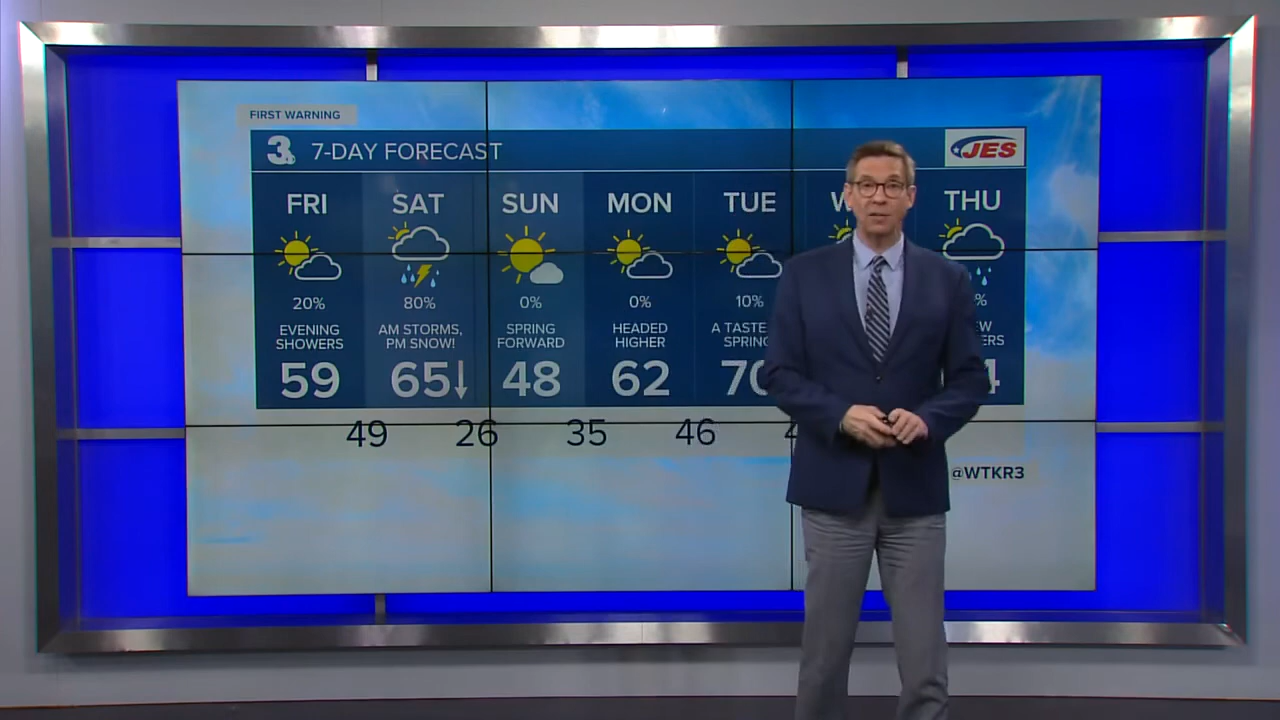 FIRST WARNING
3 7-DAY FORECAST
JES
FRI SAT SUN MON TUE THU
20% 80% 0% 0% 10%
EVENING SHOWERS
AM STORMS, PM SNOW!
SPRING FORWARD
HEADED HIGHER
A TASTE
59 65↓ 48 62
49 26 35 46
@WTKR3